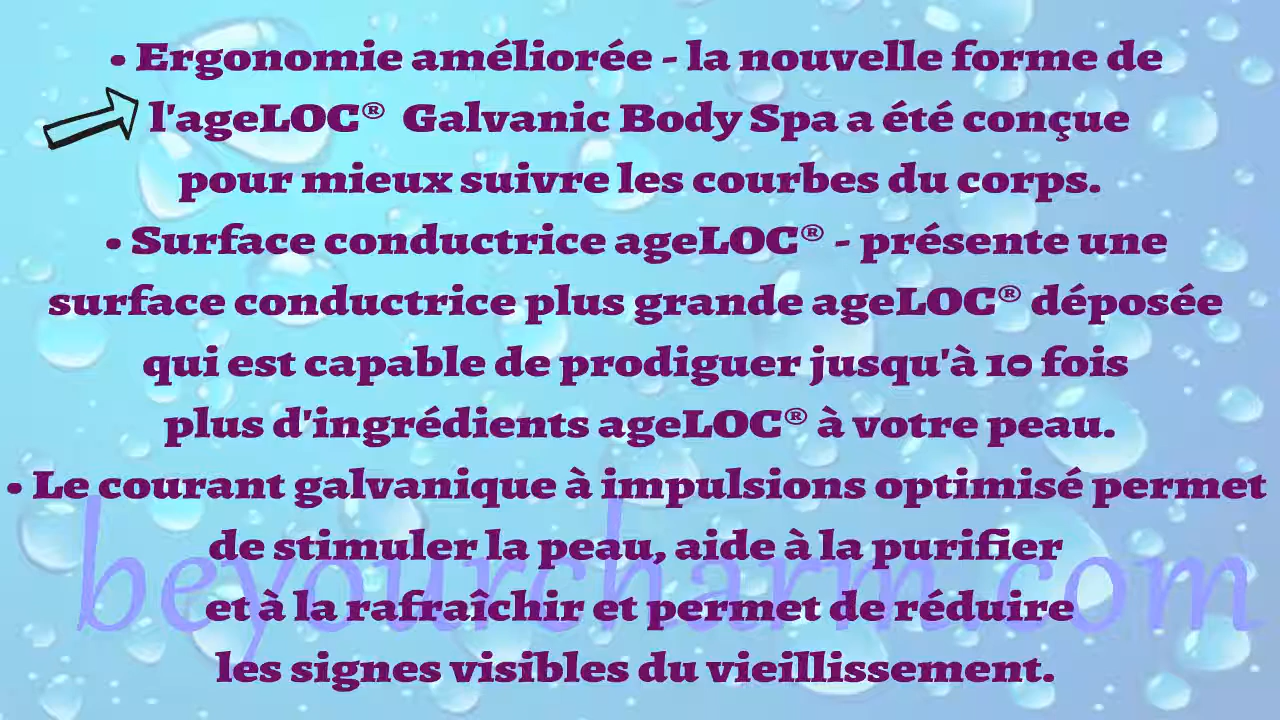 • Ergonomie améliorée - la nouvelle forme de
l'ageLOC® Galvanic Body Spa a été conçue
pour mieux suivre les courbes du corps.
• Surface conductrice ageLOC® - présente une
surface conductrice plus grande ageLOC® déposée
qui est capable de prodiguer jusqu'à 10 fois
plus d'ingrédients ageLOC® à votre peau.
• Le courant galvanique à impulsions optimisé permet
de stimuler la peau, aide à la purifier
et à la rafraîchir et permet de réduire
les signes visibles du vieillissement.
beyourcharm.com